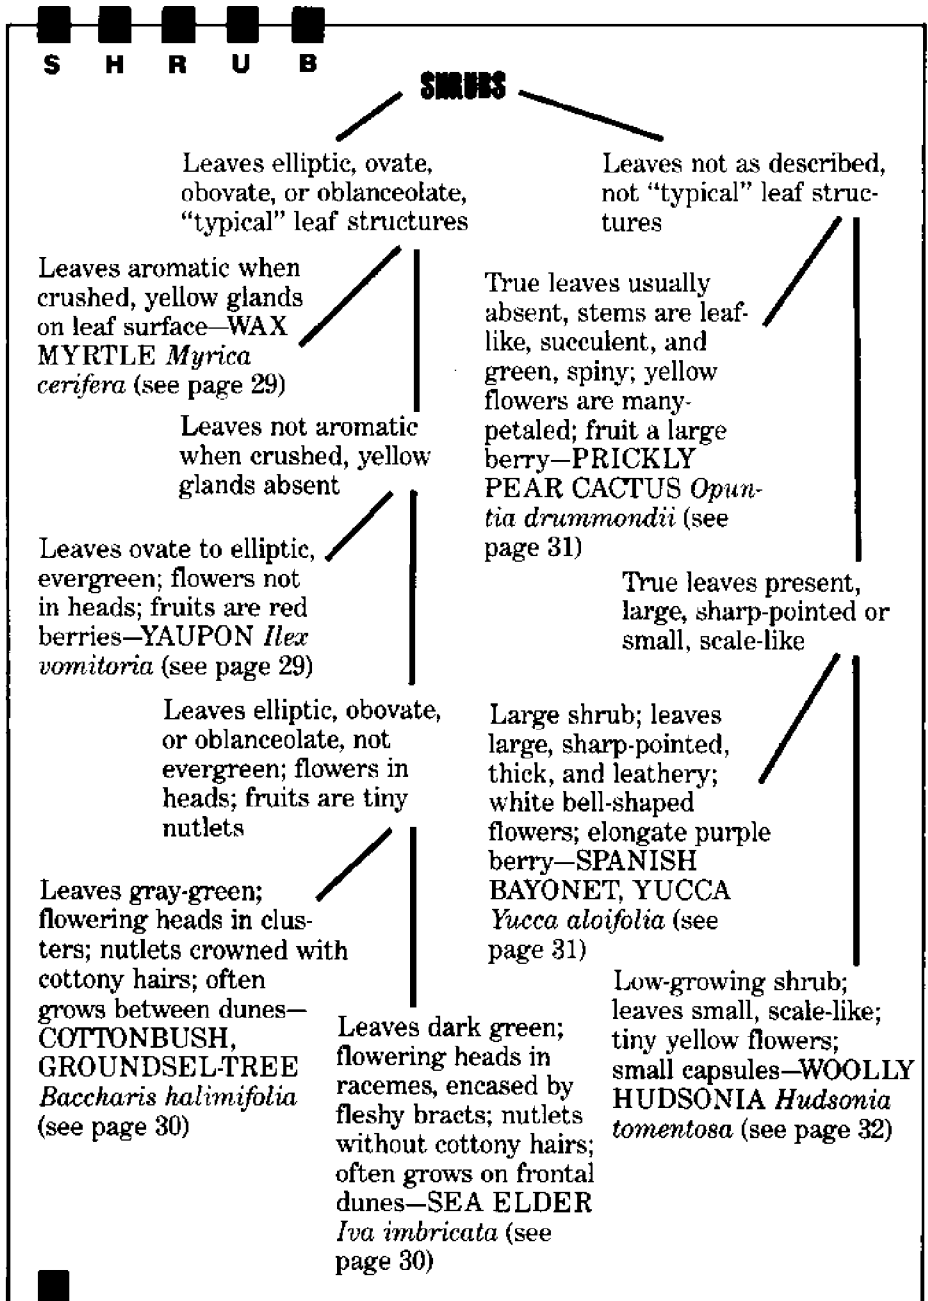 S H R U B
SHRUBS
Leaves elliptic, ovate,
obovate, or oblanceolate,
“typical” leaf structures
Leaves not as described,
not “typical” leaf struc-
tures
Leaves aromatic when
crushed, yellow glands
on leaf surface—WAX
MYRTLE Myrica
cerifera (see page 29)
True leaves usually
absent, stems are leaf-
like, succulent, and
green, spiny; yellow
flowers are many-
petaled; fruit a large
berry—PRICKLY
PEAR CACTUS Opun-
tia drummondii (see
page 31)
Leaves not aromatic
when crushed, yellow
glands absent
Leaves ovate to elliptic,
evergreen; flowers not
in heads; fruits are red
berries—YAUPON Ilex
vomitoria (see page 29)
True leaves present,
large, sharp-pointed or
small, scale-like
Leaves elliptic, obovate,
or oblanceolate, not
evergreen; flowers in
heads; fruits are tiny
nutlets
Large shrub; leaves
large, sharp-pointed,
thick, and leathery;
white bell-shaped
flowers; elongate purple
berry—SPANISH
BAYONET, YUCCA
Yucca aloifolia (see
page 31)
Leaves gray-green;
flowering heads in clus-
ters; nutlets crowned with
cottony hairs; often
grows between dunes—
COTTONBUSH,
GROUNDSEL-TREE
Baccharis halimifolia
(see page 30)
Leaves dark green;
flowering heads in
racemes, encased by
fleshy bracts; nutlets
without cottony hairs;
often grows on frontal
dunes—SEA ELDER
Iva imbricata (see
page 30)
Low-growing shrub;
leaves small, scale-like;
tiny yellow flowers;
small capsules—WOOLLY
HUDSONIA Hudsonia
tomentosa (see page 32)